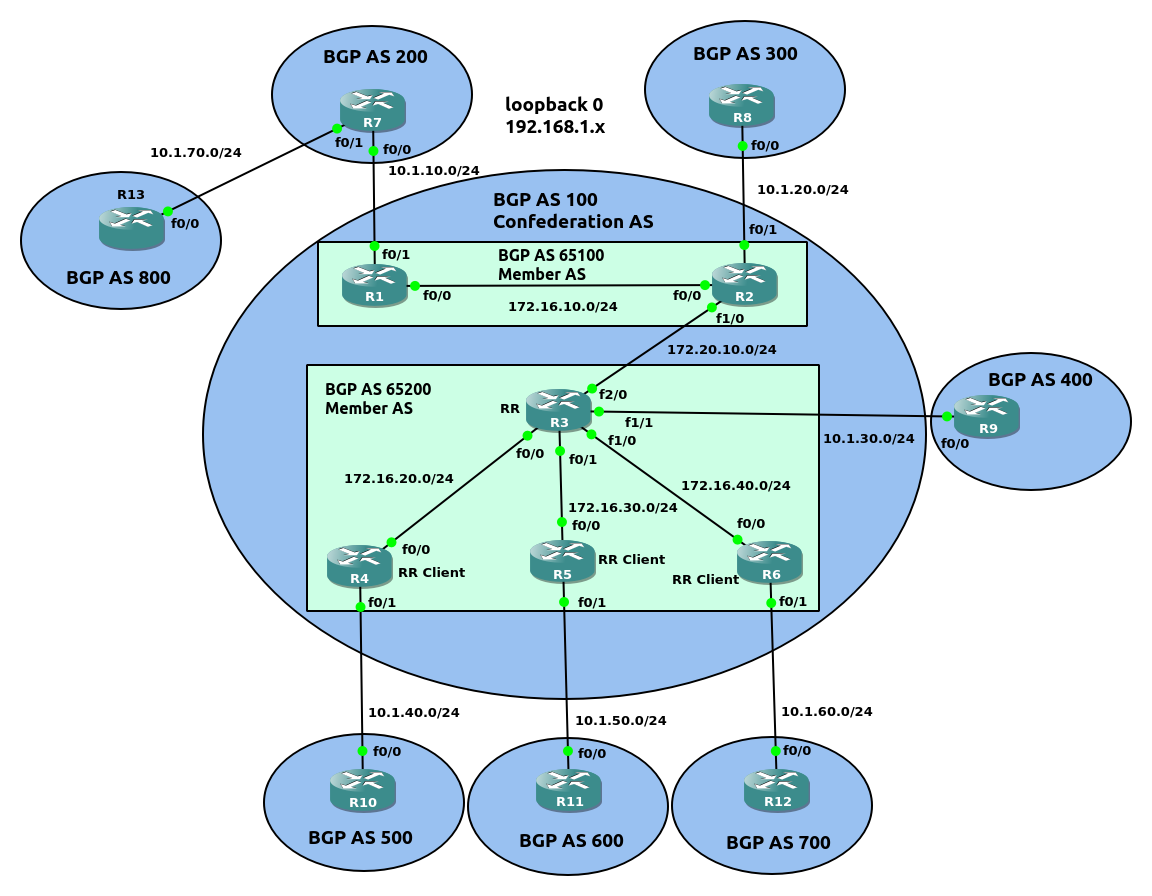 BGP AS 200
R7
f0/1
f0/0
10.1.70.0/24
10.1.10.0/24
loopback 0
192.168.1.x
BGP AS 300
R8
f0/0
10.1.20.0/24
R13
f0/0
BGP AS 800
BGP AS 100
Confederation AS
f0/1
f0/1
BGP AS 65100
Member AS
R1
f0/0
172.16.10.0/24
f0/0
R2
f1/0
172.20.10.0/24
BGP AS 65200
Member AS
RR
R3
f2/0
f1/1
f1/0
f0/0
f0/1
10.1.30.0/24
BGP AS 400
R9
f0/0
172.16.20.0/24
172.16.30.0/24
172.16.40.0/24
f0/0
R4
RR Client
f0/1
f0/0
R5
RR Client
f0/1
f0/0
R6
RR Client
f0/1
10.1.40.0/24
10.1.50.0/24
10.1.60.0/24
f0/0
R10
BGP AS 500
f0/0
R11
BGP AS 600
f0/0
R12
BGP AS 700